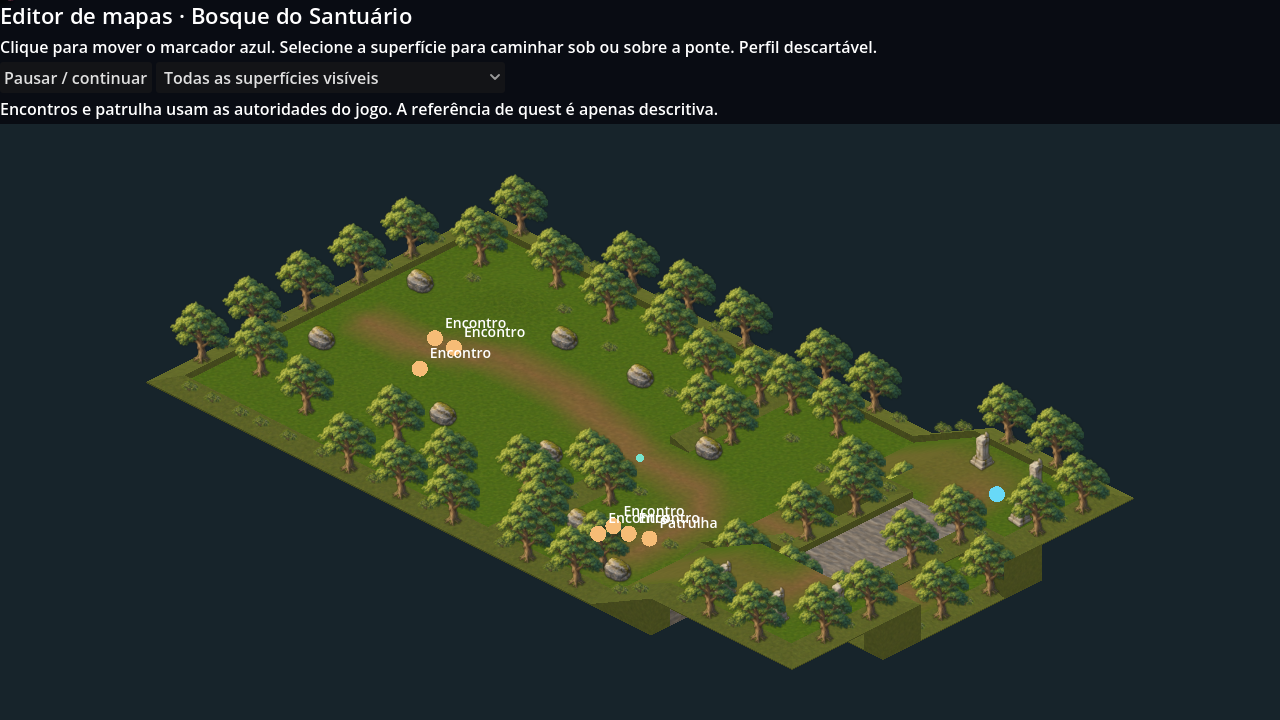 Editor de mapas · Bosque do Santuário
Clique para mover o marcador azul. Selecione a superfície para caminhar sob ou sobre a ponte. Perfil descartável.
Pausar / continuar
Todas as superfícies visíveis
Encontros e patrulha usam as autoridades do jogo. A referência de quest é apenas descritiva.
Encontro
Encontro
Encontro
Encontro
Encontro
Encontro
Patrulha